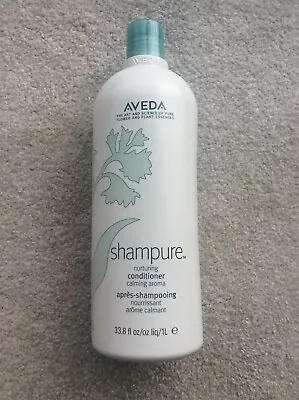 AVEDA
THE ART AND SCIENCE OF PURE
FLOWER AND PLANT ESSENCES
shampure™
nurturing
conditioner
calming aroma
après-shampooing
nourrissant
arôme calmant
33.8 fl oz/oz liq/1L ℮